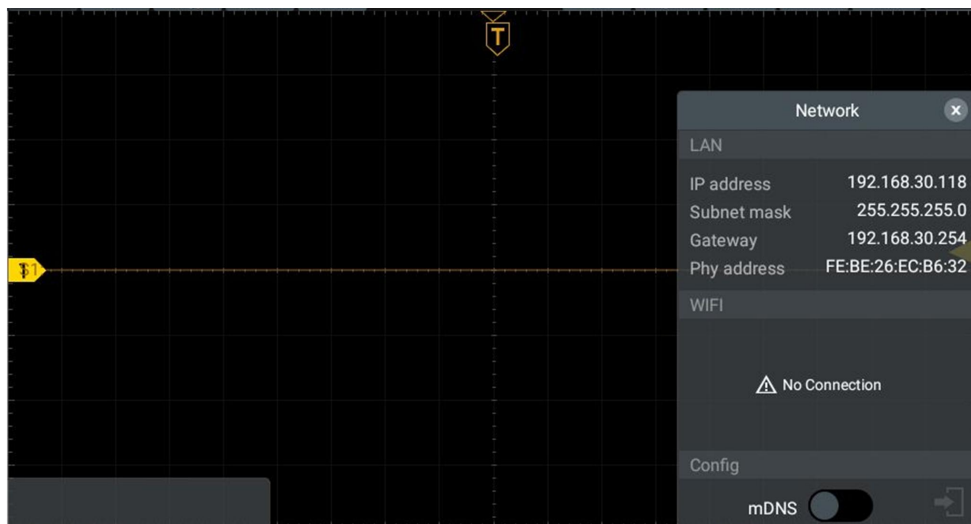 T
Network
LAN
IP address 192.168.30.118
Subnet mask 255.255.255.0
Gateway 192.168.30.254
Phy address FE:BE:26:EC:B6:32
WIFI
No Connection
Config
mDNS